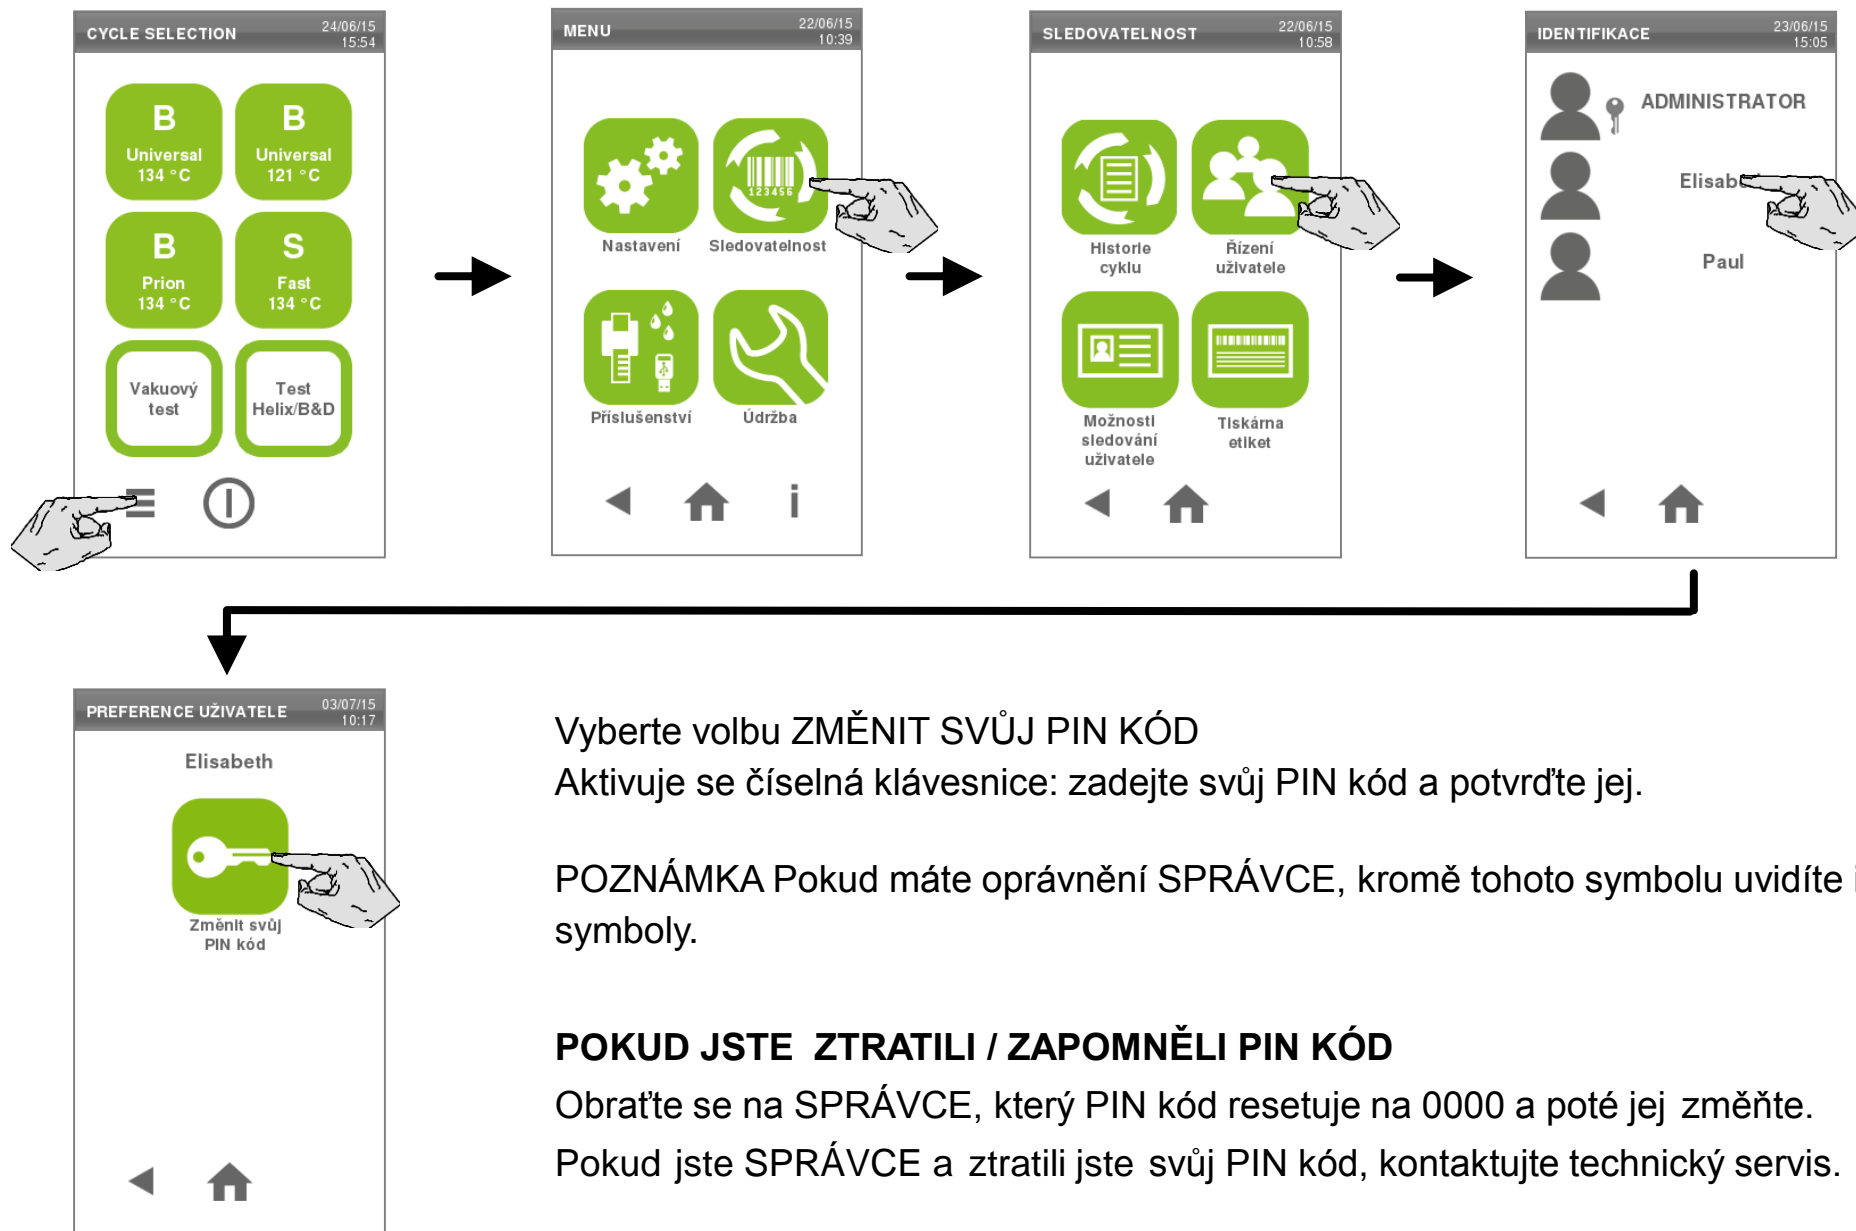 CYCLE SELECTION
24/06/15
15:54
B
Universal
134 °C
B
Universal
121 °C
B
Prion
134 °C
S
Fast
134 °C
Vakuový
test
Test
Helix/B&D
MENU
22/06/15
10:39
123456
Nastavení
Sledovatelnost
Příslušenství
Údržba
i
SLEDOVATELNOST
22/06/15
10:58
Historie
cyklu
Řízení
uživatele
Možnosti
sledování
uživatele
Tiskárna
etiket
IDENTIFIKACE
23/06/15
15:05
ADMINISTRATOR
Paul
PREFERENCE UŽIVATELE
03/07/15
10:17
Elisabeth
Změnit svůj
PIN kód
Vyberte volbu ZMĚNIT SVŮJ PIN KÓD
Aktivuje se číselná klávesnice: zadejte svůj PIN kód a potvrďte jej.
POZNÁMKA Pokud máte oprávnění SPRÁVCE, kromě tohoto symbolu uvidíte i
symboly.
POKUD JSTE ZTRATILI / ZAPOMNĚLI PIN KÓD
Obraťte se na SPRÁVCE, který PIN kód resetuje na 0000 a poté jej změňte.
Pokud jste SPRÁVCE a ztratili jste svůj PIN kód, kontaktujte technický servis.